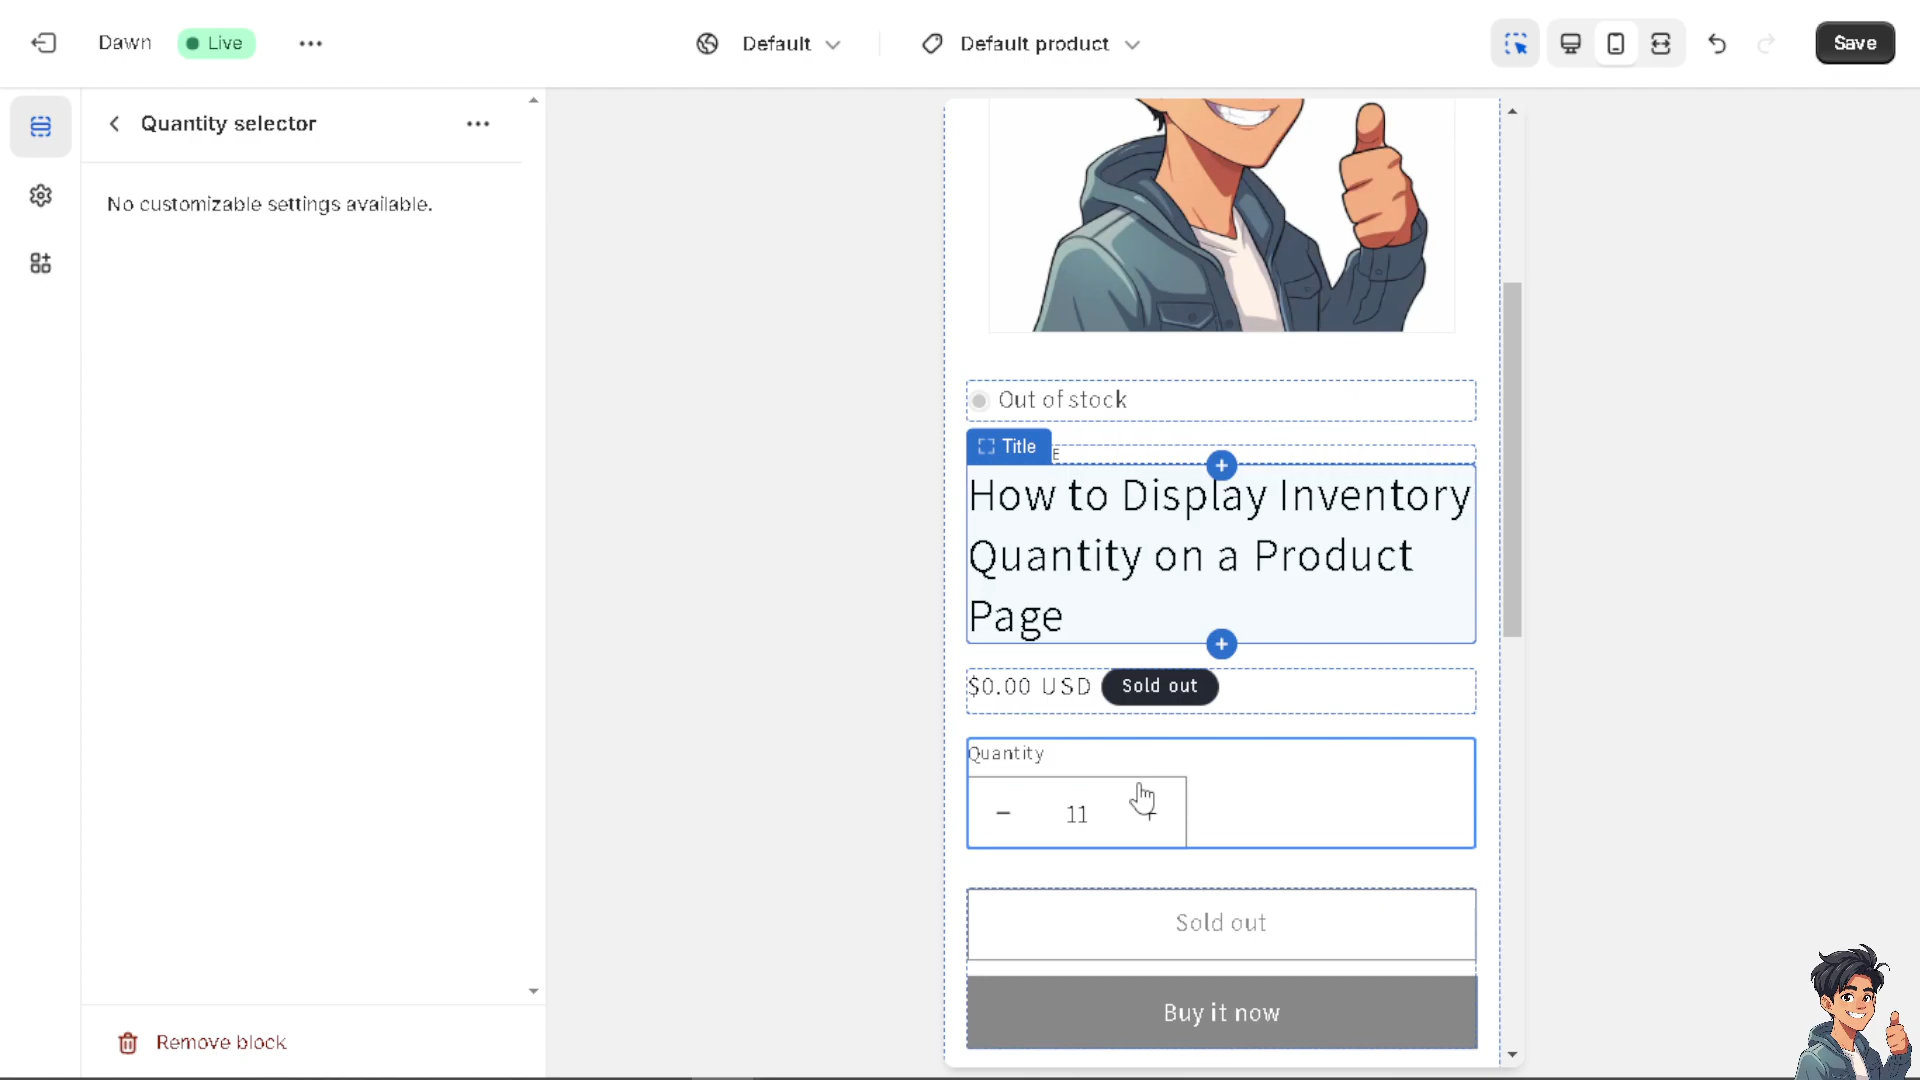 Dawn
Live
Default
Default product
Save
Quantity selector
No customizable settings available.
Out of stock
Title
E
How to Display Inventory
Quantity on a Product
Page
$0.00 USD
Sold out
Quantity
11
Sold out
Buy it now
Remove block